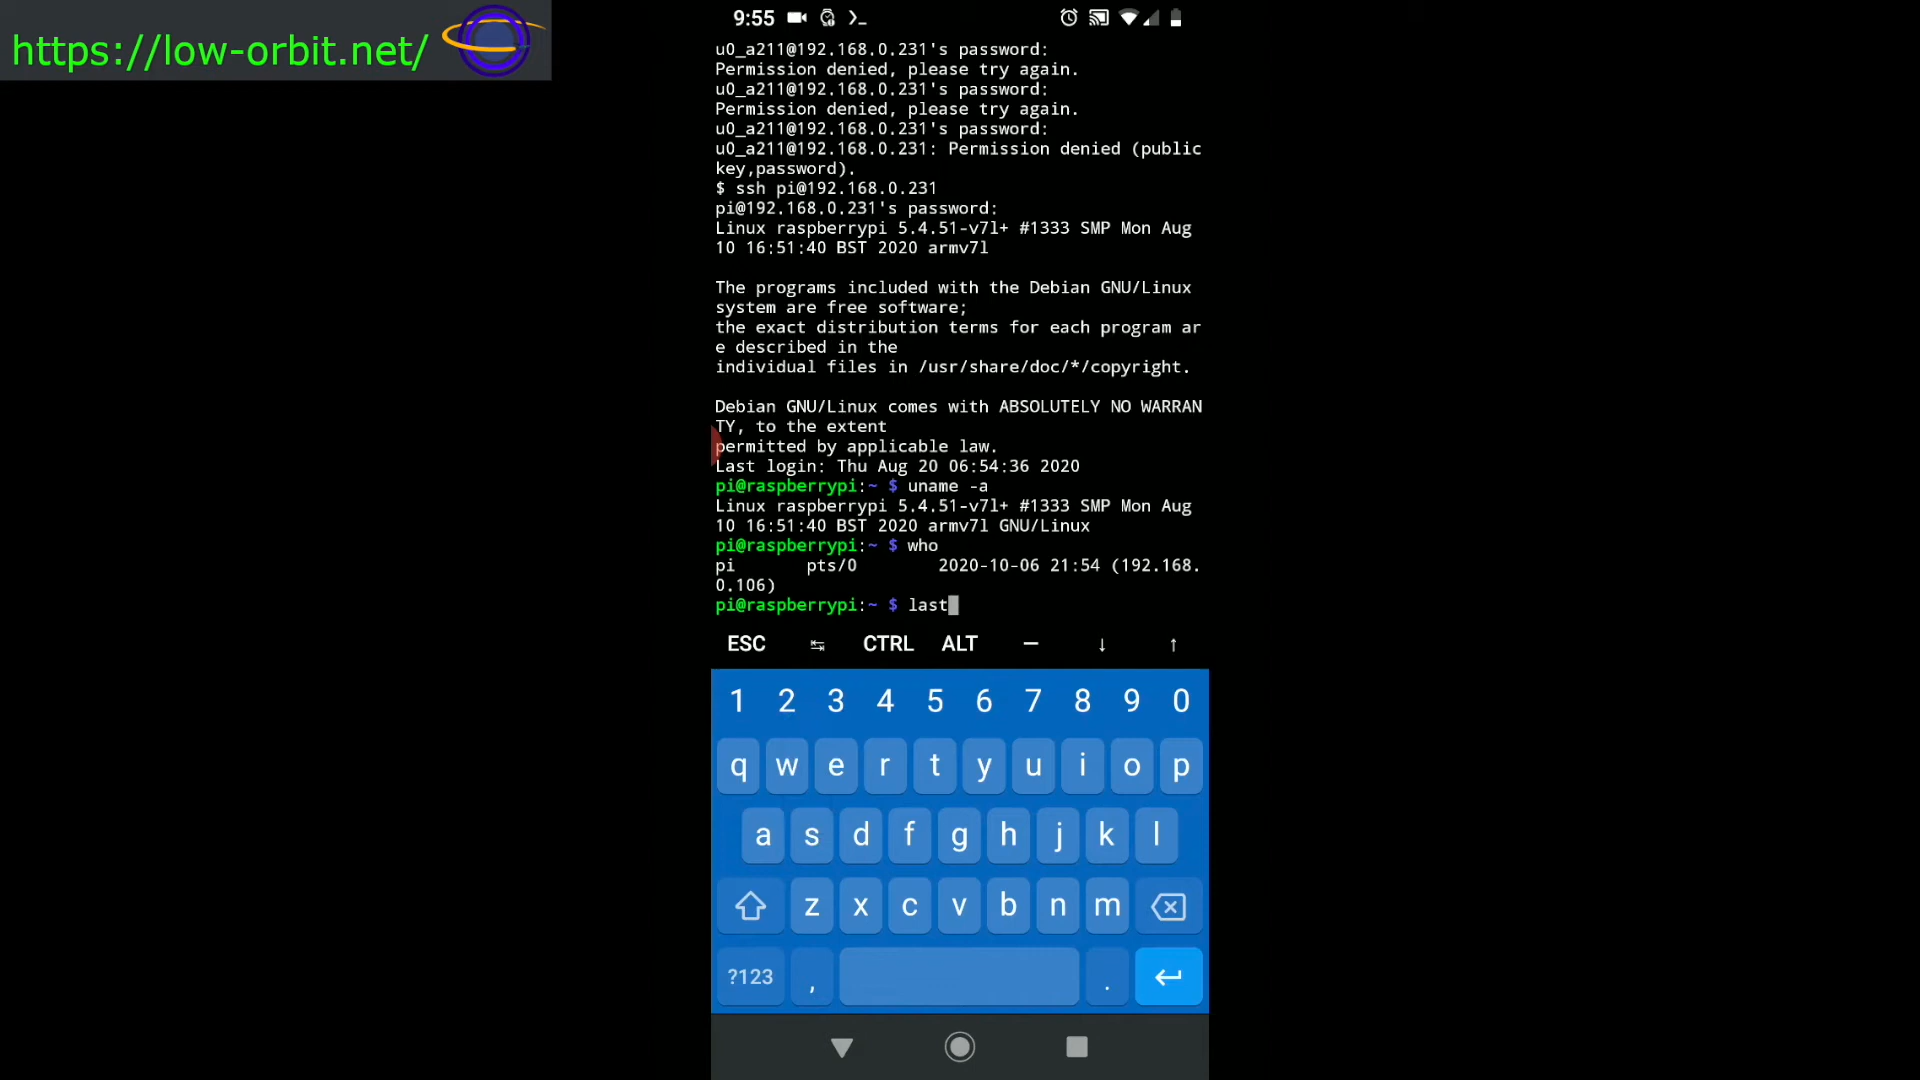 https://low-orbit.net/
9:55
u0_a211@192.168.0.231's password:
Permission denied, please try again.
u0_a211@192.168.0.231's password:
Permission denied, please try again.
u0_a211@192.168.0.231's password:
u0_a211@192.168.0.231: Permission denied (public
key,password).
$ ssh pi@192.168.0.231
pi@192.168.0.231's password:
Linux raspberrypi 5.4.51-v7l+ #1333 SMP Mon Aug
10 16:51:40 BST 2020 armv7l
The programs included with the Debian GNU/Linux
system are free software;
the exact distribution terms for each program ar
e described in the
individual files in /usr/share/doc/*/copyright.
Debian GNU/Linux comes with ABSOLUTELY NO WARRAN
TY, to the extent
permitted by applicable law.
Last login: Thu Aug 20 06:54:36 2020
pi@raspberrypi:~ $ uname -a
Linux raspberrypi 5.4.51-v7l+ #1333 SMP Mon Aug
10 16:51:40 BST 2020 armv7l GNU/Linux
pi@raspberrypi:~ $ who
pi       pts/0        2020-10-06 21:54 (192.168.
0.106)
pi@raspberrypi:~ $ last
ESC ↹ CTRL ALT — ↓ ↑
1 2 3 4 5 6 7 8 9 0
q w e r t y u i o p
a s d f g h j k l
z x c v b n m
?123 , .